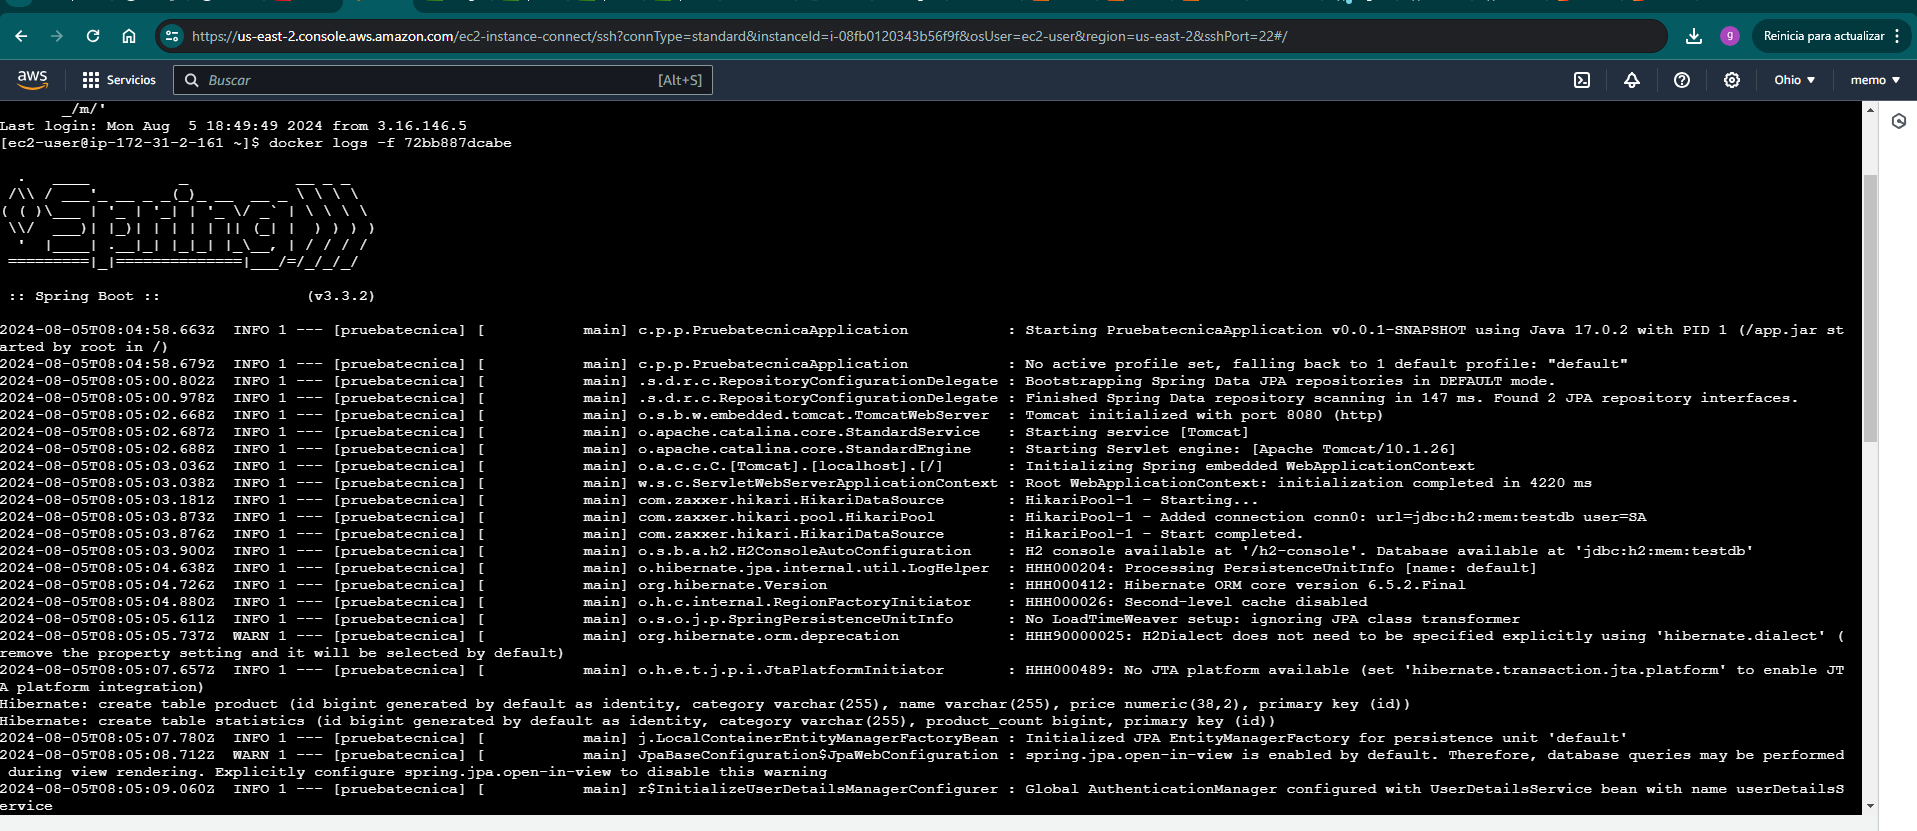 https://us-east-2.console.aws.amazon.com/ec2-instance-connect/ssh?connType=standard&instanceId=i-08fb0120343b56f9f&osUser=ec2-user&region=us-east-2&sshPort=22#/
g
Reinicia para actualizar
aws
Servicios
Buscar
[Alt+S]
Ohio
memo
_/m/'
Last login: Mon Aug  5 18:49:49 2024 from 3.16.146.5
[ec2-user@ip-172-31-2-161 ~]$ docker logs -f 72bb887dcabe
  .   ____          _            __ _ _
 /\\ / ___'_ __ _ _(_)_ __  __ _ \ \ \ \
( ( )\___ | '_ | '_| | '_ \/ _` | \ \ \ \
 \\/  ___)| |_)| | | | | || (_| |  ) ) ) )
  '  |____| .__|_| |_|_| |_\__, | / / / /
 =========|_|==============|___/=/_/_/_/
 :: Spring Boot ::                (v3.3.2)
2024-08-05T08:04:58.663Z  INFO 1 --- [pruebatecnica] [           main] c.p.p.PruebatecnicaApplication           : Starting PruebatecnicaApplication v0.0.1-SNAPSHOT using Java 17.0.2 with PID 1 (/app.jar st
arted by root in /)
2024-08-05T08:04:58.679Z  INFO 1 --- [pruebatecnica] [           main] c.p.p.PruebatecnicaApplication           : No active profile set, falling back to 1 default profile: "default"
2024-08-05T08:05:00.802Z  INFO 1 --- [pruebatecnica] [           main] .s.d.r.c.RepositoryConfigurationDelegate : Bootstrapping Spring Data JPA repositories in DEFAULT mode.
2024-08-05T08:05:00.978Z  INFO 1 --- [pruebatecnica] [           main] .s.d.r.c.RepositoryConfigurationDelegate : Finished Spring Data repository scanning in 147 ms. Found 2 JPA repository interfaces.
2024-08-05T08:05:02.668Z  INFO 1 --- [pruebatecnica] [           main] o.s.b.w.embedded.tomcat.TomcatWebServer  : Tomcat initialized with port 8080 (http)
2024-08-05T08:05:02.687Z  INFO 1 --- [pruebatecnica] [           main] o.apache.catalina.core.StandardService   : Starting service [Tomcat]
2024-08-05T08:05:02.688Z  INFO 1 --- [pruebatecnica] [           main] o.apache.catalina.core.StandardEngine    : Starting Servlet engine: [Apache Tomcat/10.1.26]
2024-08-05T08:05:03.036Z  INFO 1 --- [pruebatecnica] [           main] o.a.c.c.C.[Tomcat].[localhost].[/]       : Initializing Spring embedded WebApplicationContext
2024-08-05T08:05:03.038Z  INFO 1 --- [pruebatecnica] [           main] w.s.c.ServletWebServerApplicationContext : Root WebApplicationContext: initialization completed in 4220 ms
2024-08-05T08:05:03.181Z  INFO 1 --- [pruebatecnica] [           main] com.zaxxer.hikari.HikariDataSource       : HikariPool-1 - Starting...
2024-08-05T08:05:03.873Z  INFO 1 --- [pruebatecnica] [           main] com.zaxxer.hikari.pool.HikariPool        : HikariPool-1 - Added connection conn0: url=jdbc:h2:mem:testdb user=SA
2024-08-05T08:05:03.876Z  INFO 1 --- [pruebatecnica] [           main] com.zaxxer.hikari.HikariDataSource       : HikariPool-1 - Start completed.
2024-08-05T08:05:03.900Z  INFO 1 --- [pruebatecnica] [           main] o.s.b.a.h2.H2ConsoleAutoConfiguration    : H2 console available at '/h2-console'. Database available at 'jdbc:h2:mem:testdb'
2024-08-05T08:05:04.638Z  INFO 1 --- [pruebatecnica] [           main] o.hibernate.jpa.internal.util.LogHelper  : HHH000204: Processing PersistenceUnitInfo [name: default]
2024-08-05T08:05:04.726Z  INFO 1 --- [pruebatecnica] [           main] org.hibernate.Version                    : HHH000412: Hibernate ORM core version 6.5.2.Final
2024-08-05T08:05:04.880Z  INFO 1 --- [pruebatecnica] [           main] o.h.c.internal.RegionFactoryInitiator    : HHH000026: Second-level cache disabled
2024-08-05T08:05:05.611Z  INFO 1 --- [pruebatecnica] [           main] o.s.o.j.p.SpringPersistenceUnitInfo      : No LoadTimeWeaver setup: ignoring JPA class transformer
2024-08-05T08:05:05.737Z  WARN 1 --- [pruebatecnica] [           main] org.hibernate.orm.deprecation            : HHH90000025: H2Dialect does not need to be specified explicitly using 'hibernate.dialect' (
remove the property setting and it will be selected by default)
2024-08-05T08:05:07.657Z  INFO 1 --- [pruebatecnica] [           main] o.h.e.t.j.p.i.JtaPlatformInitiator       : HHH000489: No JTA platform available (set 'hibernate.transaction.jta.platform' to enable JT
A platform integration)
Hibernate: create table product (id bigint generated by default as identity, category varchar(255), name varchar(255), price numeric(38,2), primary key (id))
Hibernate: create table statistics (id bigint generated by default as identity, category varchar(255), product_count bigint, primary key (id))
2024-08-05T08:05:07.780Z  INFO 1 --- [pruebatecnica] [           main] j.LocalContainerEntityManagerFactoryBean : Initialized JPA EntityManagerFactory for persistence unit 'default'
2024-08-05T08:05:08.712Z  WARN 1 --- [pruebatecnica] [           main] JpaBaseConfiguration$JpaWebConfiguration : spring.jpa.open-in-view is enabled by default. Therefore, database queries may be performed
 during view rendering. Explicitly configure spring.jpa.open-in-view to disable this warning
2024-08-05T08:05:09.060Z  INFO 1 --- [pruebatecnica] [           main] r$InitializeUserDetailsManagerConfigurer : Global AuthenticationManager configured with UserDetailsService bean with name userDetailsS
ervice